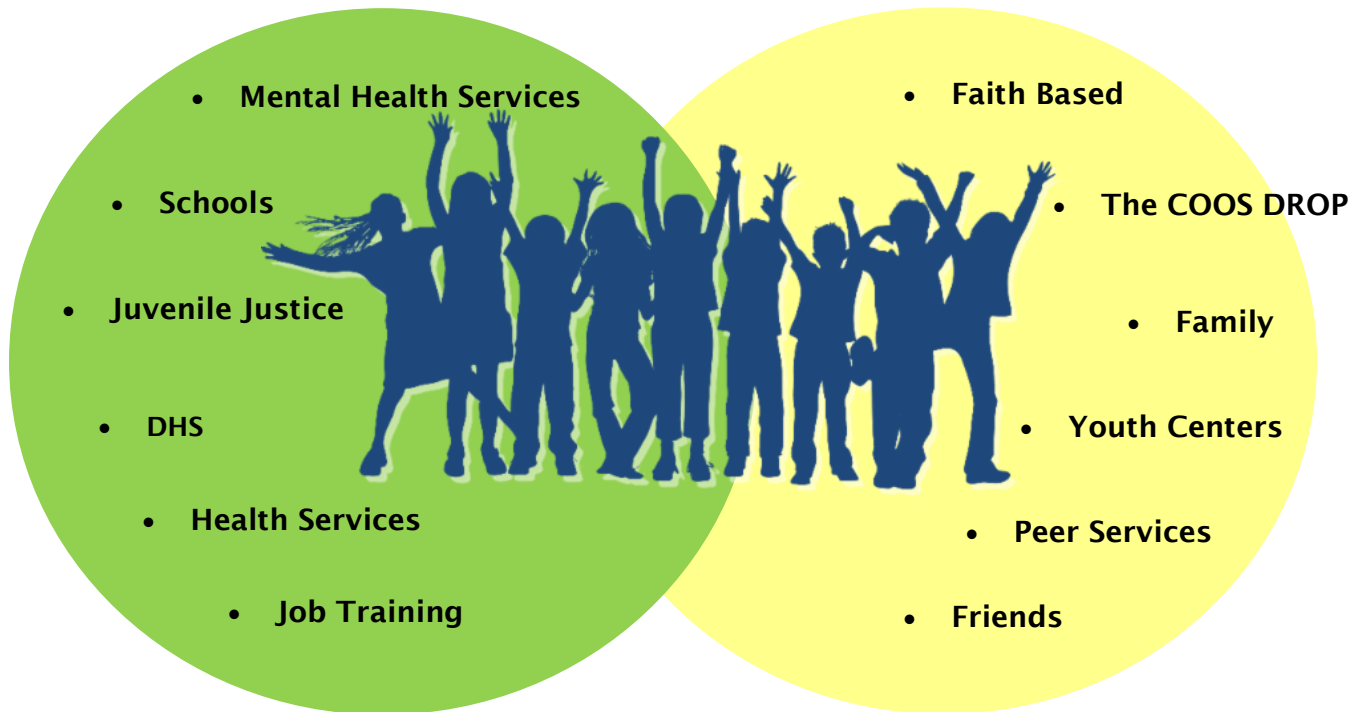 Mental Health Services
Schools
Juvenile Justice
DHS
Health Services
Job Training
Faith Based
The COOS DROP
Family
Youth Centers
Peer Services
Friends